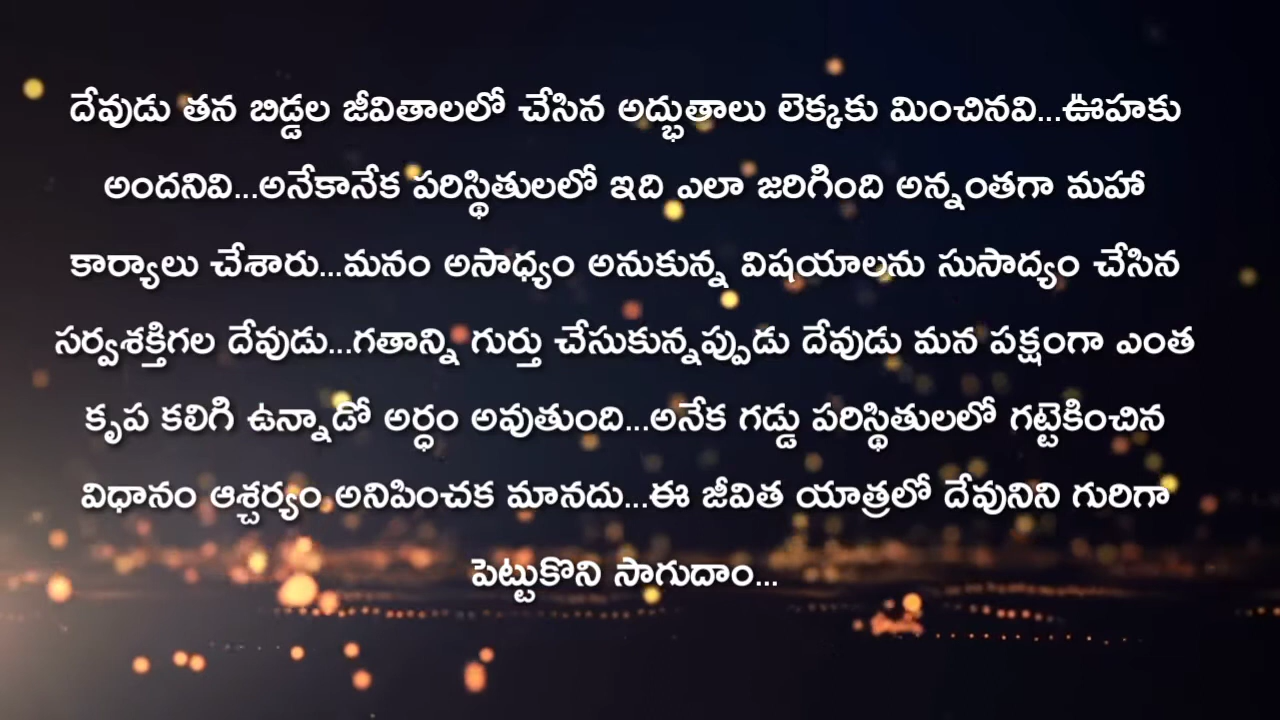 దేవుడు తన బిడ్డల జీవితాలలో చేసిన అద్భుతాలు లెక్కకు మించినవి...ఊహకు
అందనివి...అనేకానేక పరిస్థితులలో ఇది ఎలా జరిగింది అన్నంతగా మహా
కార్యాలు చేశారు...మనం అసాధ్యం అనుకున్న విషయాలను సుసాద్యం చేసిన
సర్వశక్తిగల దేవుడు...గతాన్ని గుర్తు చేసుకున్నప్పుడు దేవుడు మన పక్షంగా ఎంత
కృప కలిగి ఉన్నాడో అర్ధం అవుతుంది...అనేక గడ్డు పరిస్థితులలో గట్టెకించిన
విధానం ఆశ్చర్యం అనిపించక మానదు...ఈ జీవిత యాత్రలో దేవునిని గురిగా
పెట్టుకొని సాగుదాం...